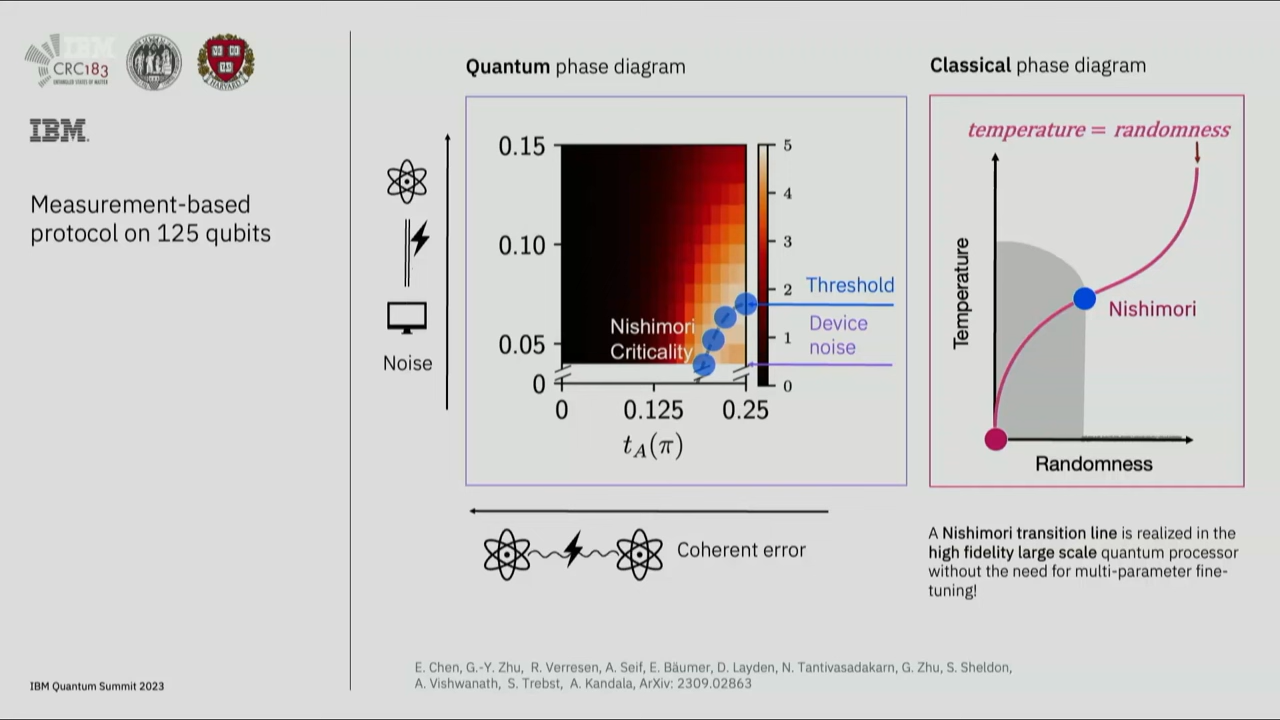 IBM
CRC183
HARVARD
IBM
Measurement-based
protocol on 125 qubits
IBM Quantum Summit 2023
Quantum phase diagram
Noise
0.15
0.10
0.05
0
0
0.125
0.25
t_A(π)
5
4
3
2
1
0
Nishimori
Criticality
Threshold
Device
noise
Coherent error
Classical phase diagram
temperature = randomness
Temperature
Nishimori
Randomness
A Nishimori transition line is realized in the
high fidelity large scale quantum processor
without the need for multi-parameter fine-
tuning!
E. Chen, G.-Y. Zhu, R. Verresen, A. Seif, E. Bäumer, D. Layden, N. Tantivasadakarn, G. Zhu, S. Sheldon,
A. Vishwanath, S. Trebst, A. Kandala, ArXiv: 2309.02863